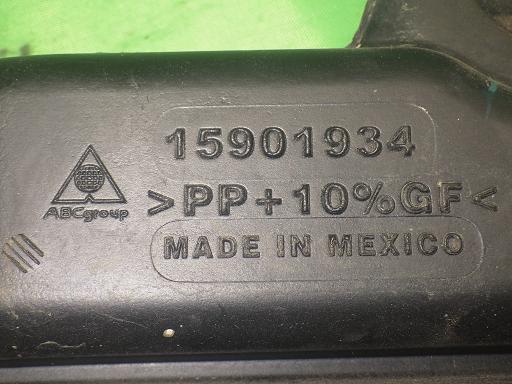 15901934
ABCgroup
>PP+10%GF<
MADE IN MEXICO